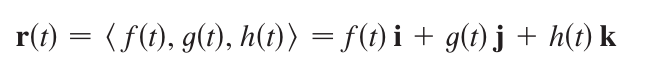 r(t) = ⟨f(t), g(t), h(t)⟩ = f(t) i + g(t) j + h(t) k